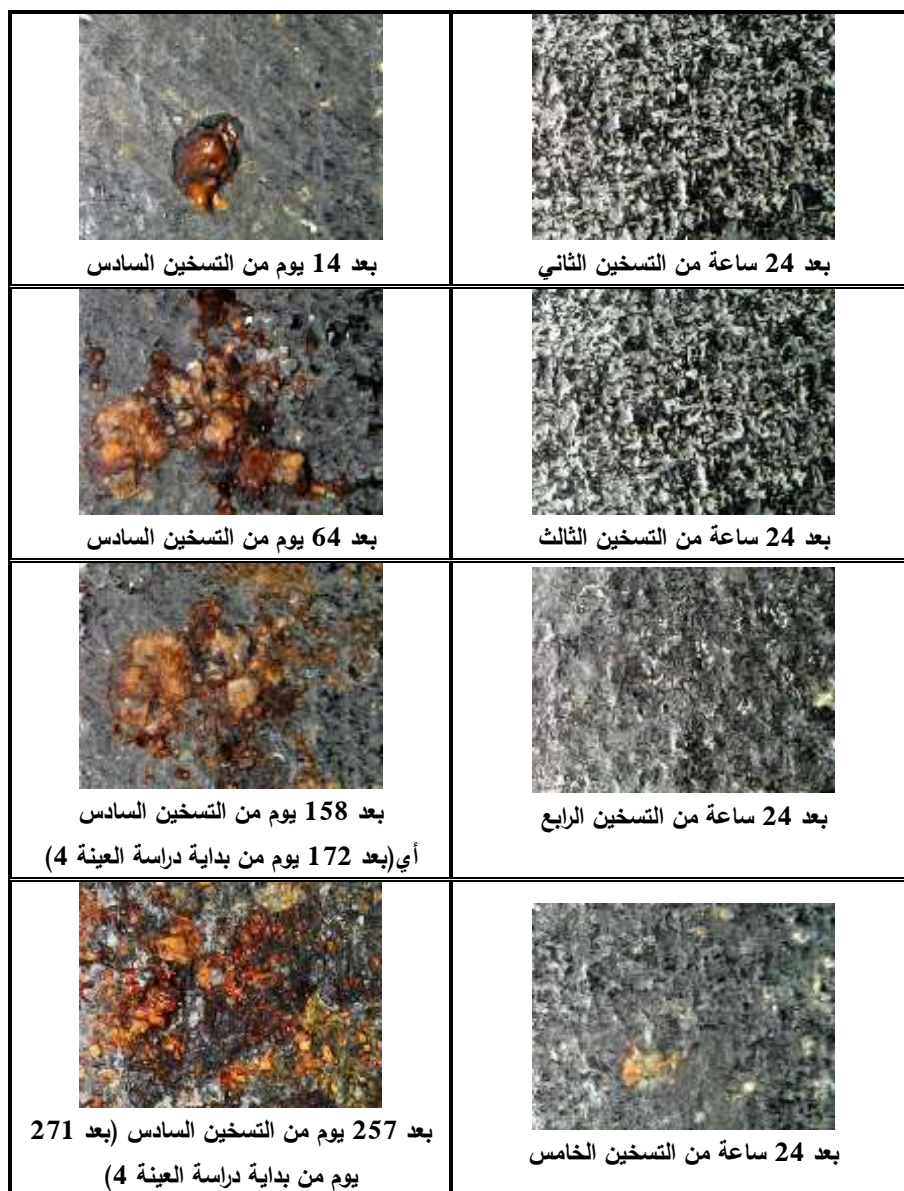 بعد 24 ساعة من التسخين الثاني
بعد 14 يوم من التسخين السادس
بعد 24 ساعة من التسخين الثالث
بعد 64 يوم من التسخين السادس
بعد 24 ساعة من التسخين الرابع
بعد 158 يوم من التسخين السادس
أي(بعد 172 يوم من بداية دراسة العينة 4)
بعد 24 ساعة من التسخين الخامس
بعد 257 يوم من التسخين السادس (بعد 271
يوم من بداية دراسة العينة 4)